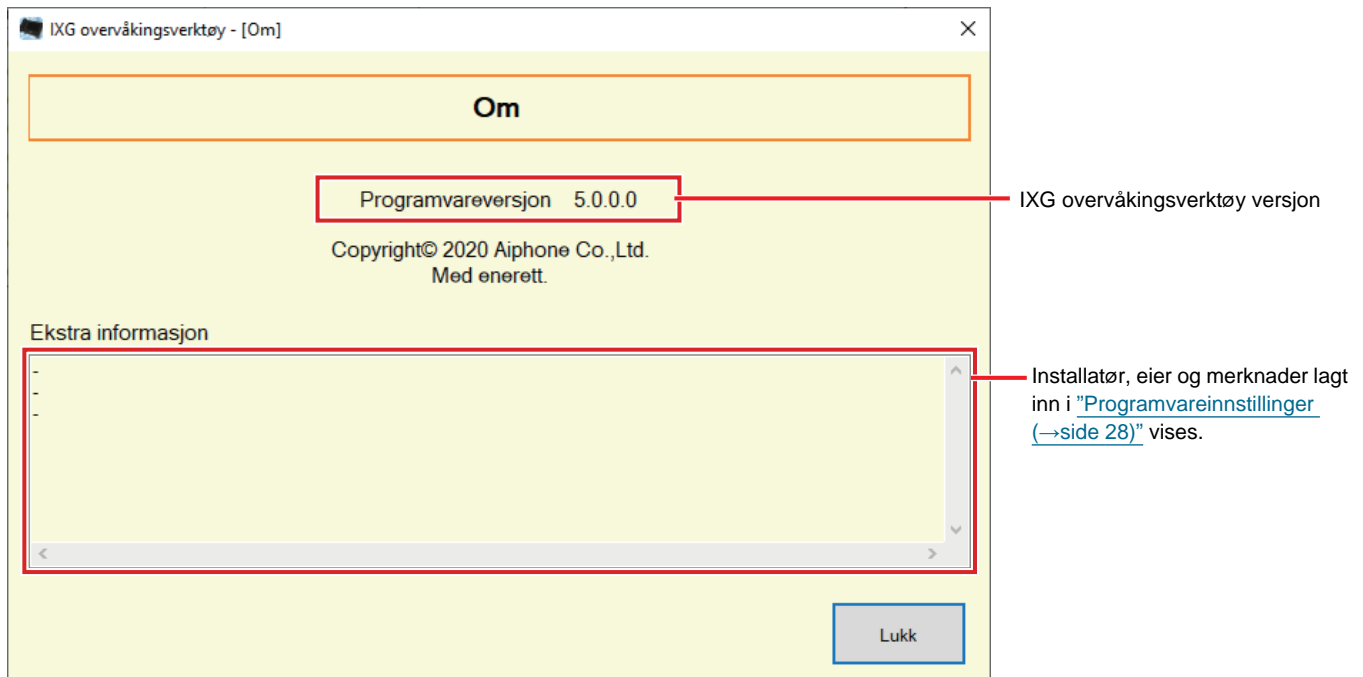 IXG overvåkingsverktøy - [Om]
Om
Programvareversjon 5.0.0.0
IXG overvåkingsverktøy versjon
Copyright© 2020 Aiphone Co.,Ltd.
Med enerett.
Ekstra informasjon
-
-
-
Installatør, eier og merknader lagt
inn i ”Programvareinnstillinger
(→side 28)” vises.
Lukk